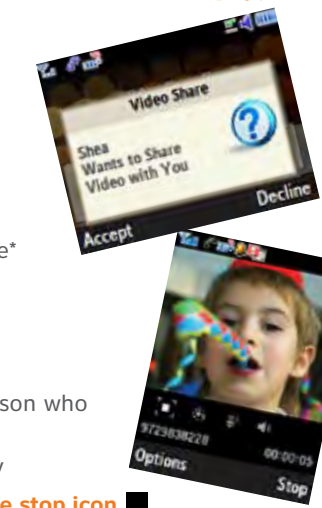 Video Share
Shea
Wants to Share
Video with You
Accept
Decline
e*
son who
9729838228
00:00:05
Options
Stop
y
e stop icon